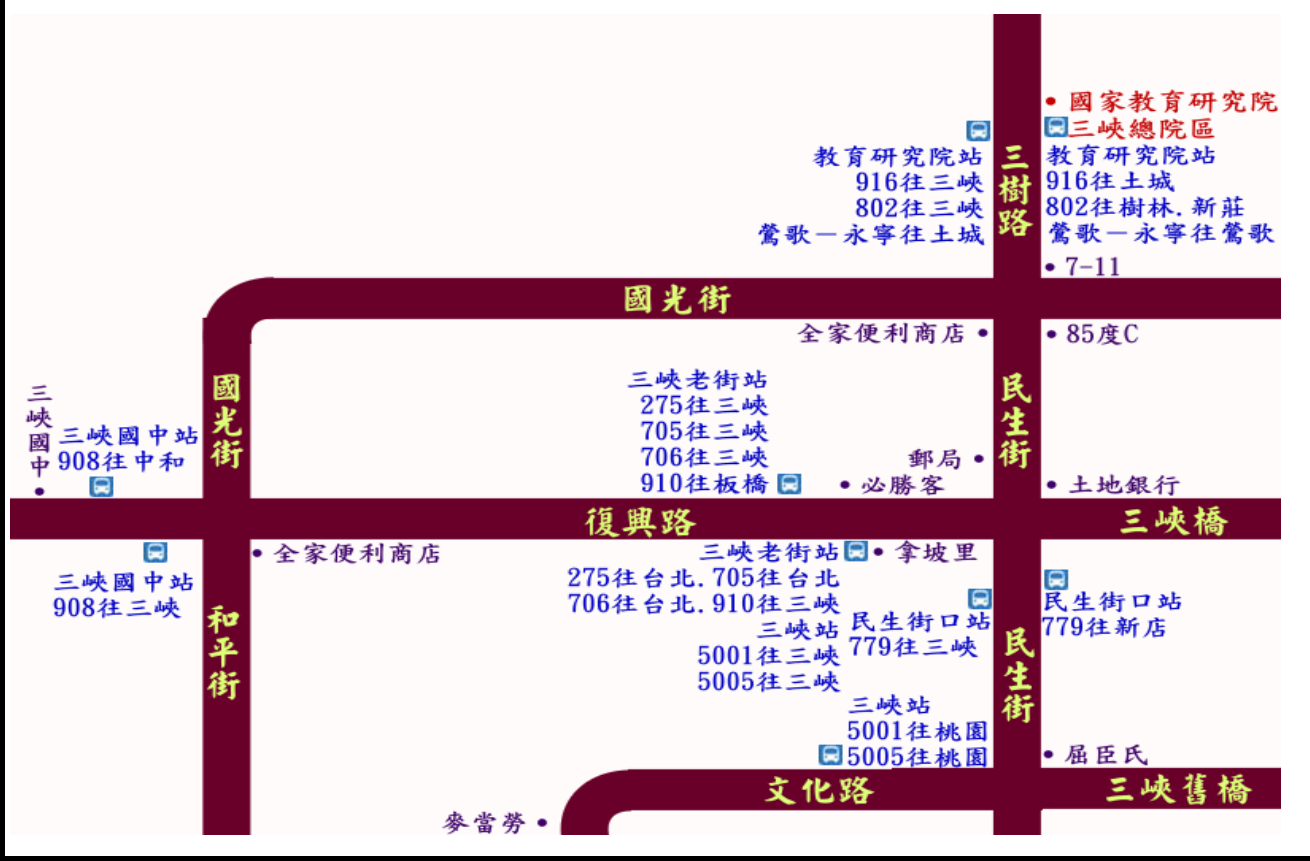 • 國家教育研究院
三峽總院區
教育研究院站
916往三峽
802往三峽
鶯歌－永寧往土城
三樹路
教育研究院站
916往土城
802往樹林.新莊
鶯歌－永寧往鶯歌
• 7-11
國光街
全家便利商店 •
• 85度C
三峽國中 •
三峽國中站
908往中和
國光街
三峽老街站
275往三峽
705往三峽
706往三峽
910往板橋
郵局 •
• 必勝客
民生街
• 土地銀行
復興路
三峽橋
三峽國中站
908往三峽
• 全家便利商店
和平街
三峽老街站
• 拿坡里
275往台北.705往台北
706往台北.910往三峽
三峽站
5001往三峽
5005往三峽
民生街口站
779往三峽
民生街口站
779往新店
民生街
三峽站
5001往桃園
5005往桃園
• 屈臣氏
文化路
三峽舊橋
麥當勞 •